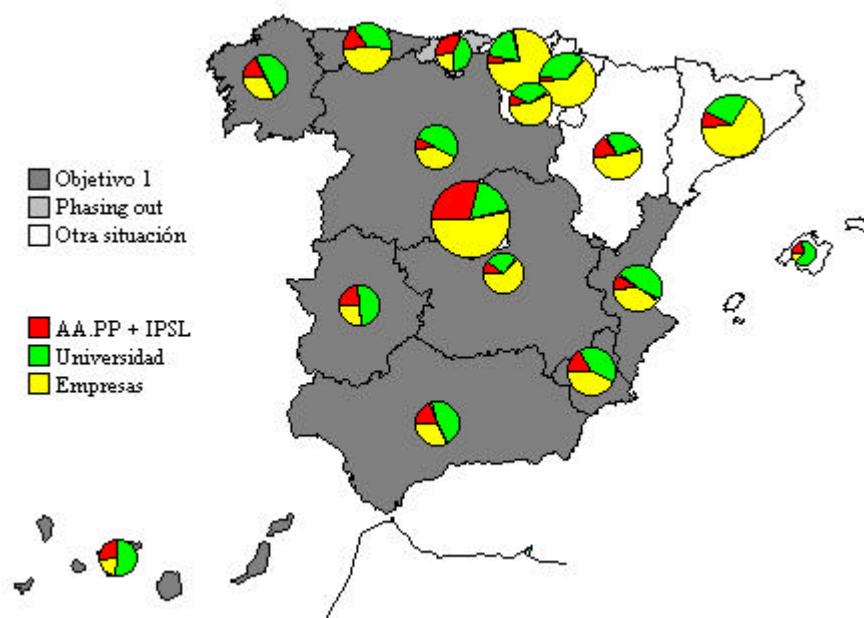 Objetivo 1
Phasing out
Otra situación
AA.PP + IPSL
Universidad
Empresas